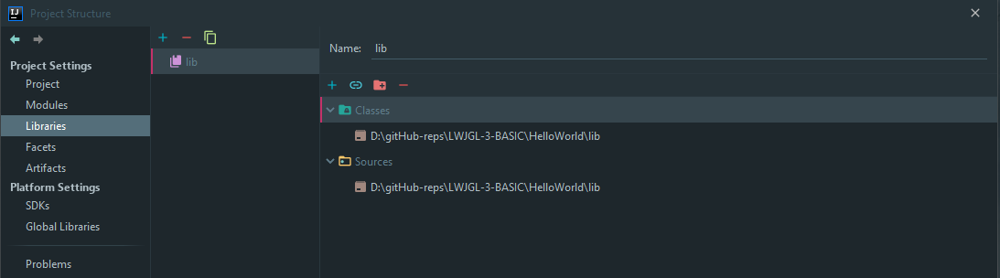 IJ Project Structure
Project Settings
Project
Modules
Libraries
Facets
Artifacts
Platform Settings
SDKs
Global Libraries
Problems
lib
Name: lib
Classes
D:\gitHub-reps\LWJGL-3-BASIC\HelloWorld\lib
Sources
D:\gitHub-reps\LWJGL-3-BASIC\HelloWorld\lib